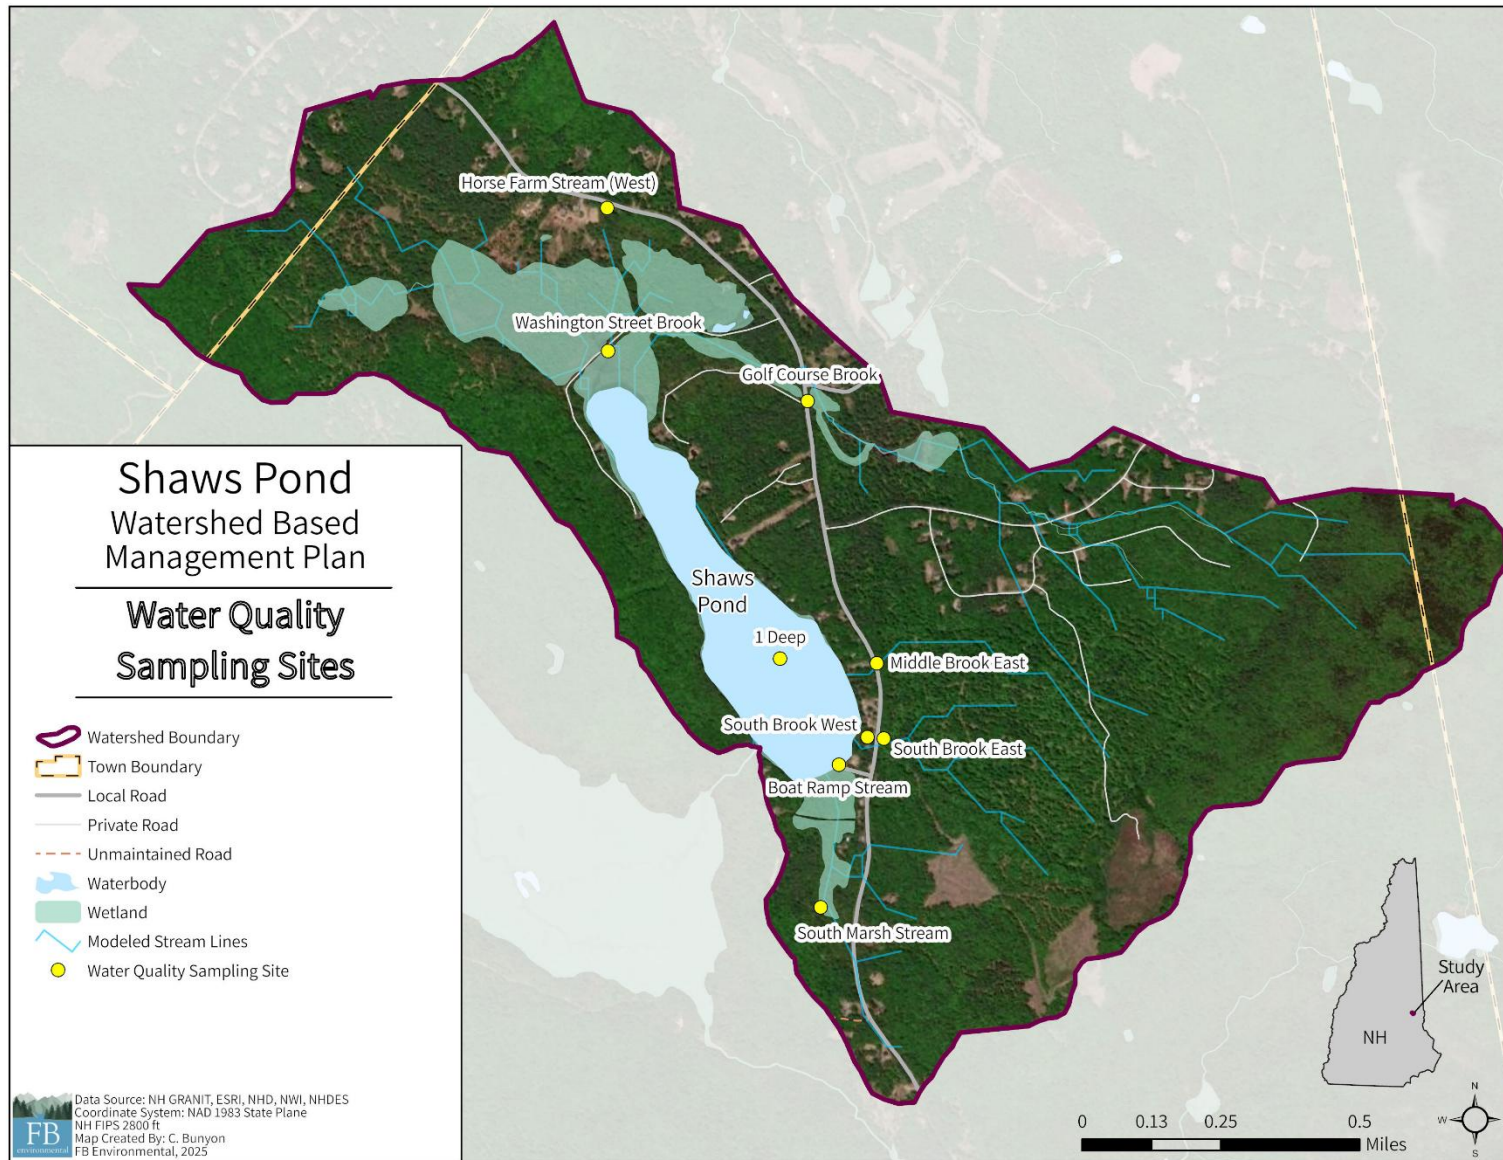 Horse Farm Stream (West)
Washington Street Brook
Golf Course Brook
Shaws
Pond
1 Deep
Middle Brook East
South Brook West
South Brook East
Boat Ramp Stream
South Marsh Stream
Shaws Pond
Watershed Based
Management Plan
Water Quality
Sampling Sites
Watershed Boundary
Town Boundary
Local Road
Private Road
Unmaintained Road
Waterbody
Wetland
Modeled Stream Lines
Water Quality Sampling Site
FB
environmental
Data Source: NH GRANIT, ESRI, NHD, NWI, NHDES
Coordinate System: NAD 1983 State Plane
NH FIPS 2800 ft
Map Created By: C. Bunyon
FB Environmental, 2025
Study
Area
NH
0 0.13 0.25 0.5
Miles
N
W E
S